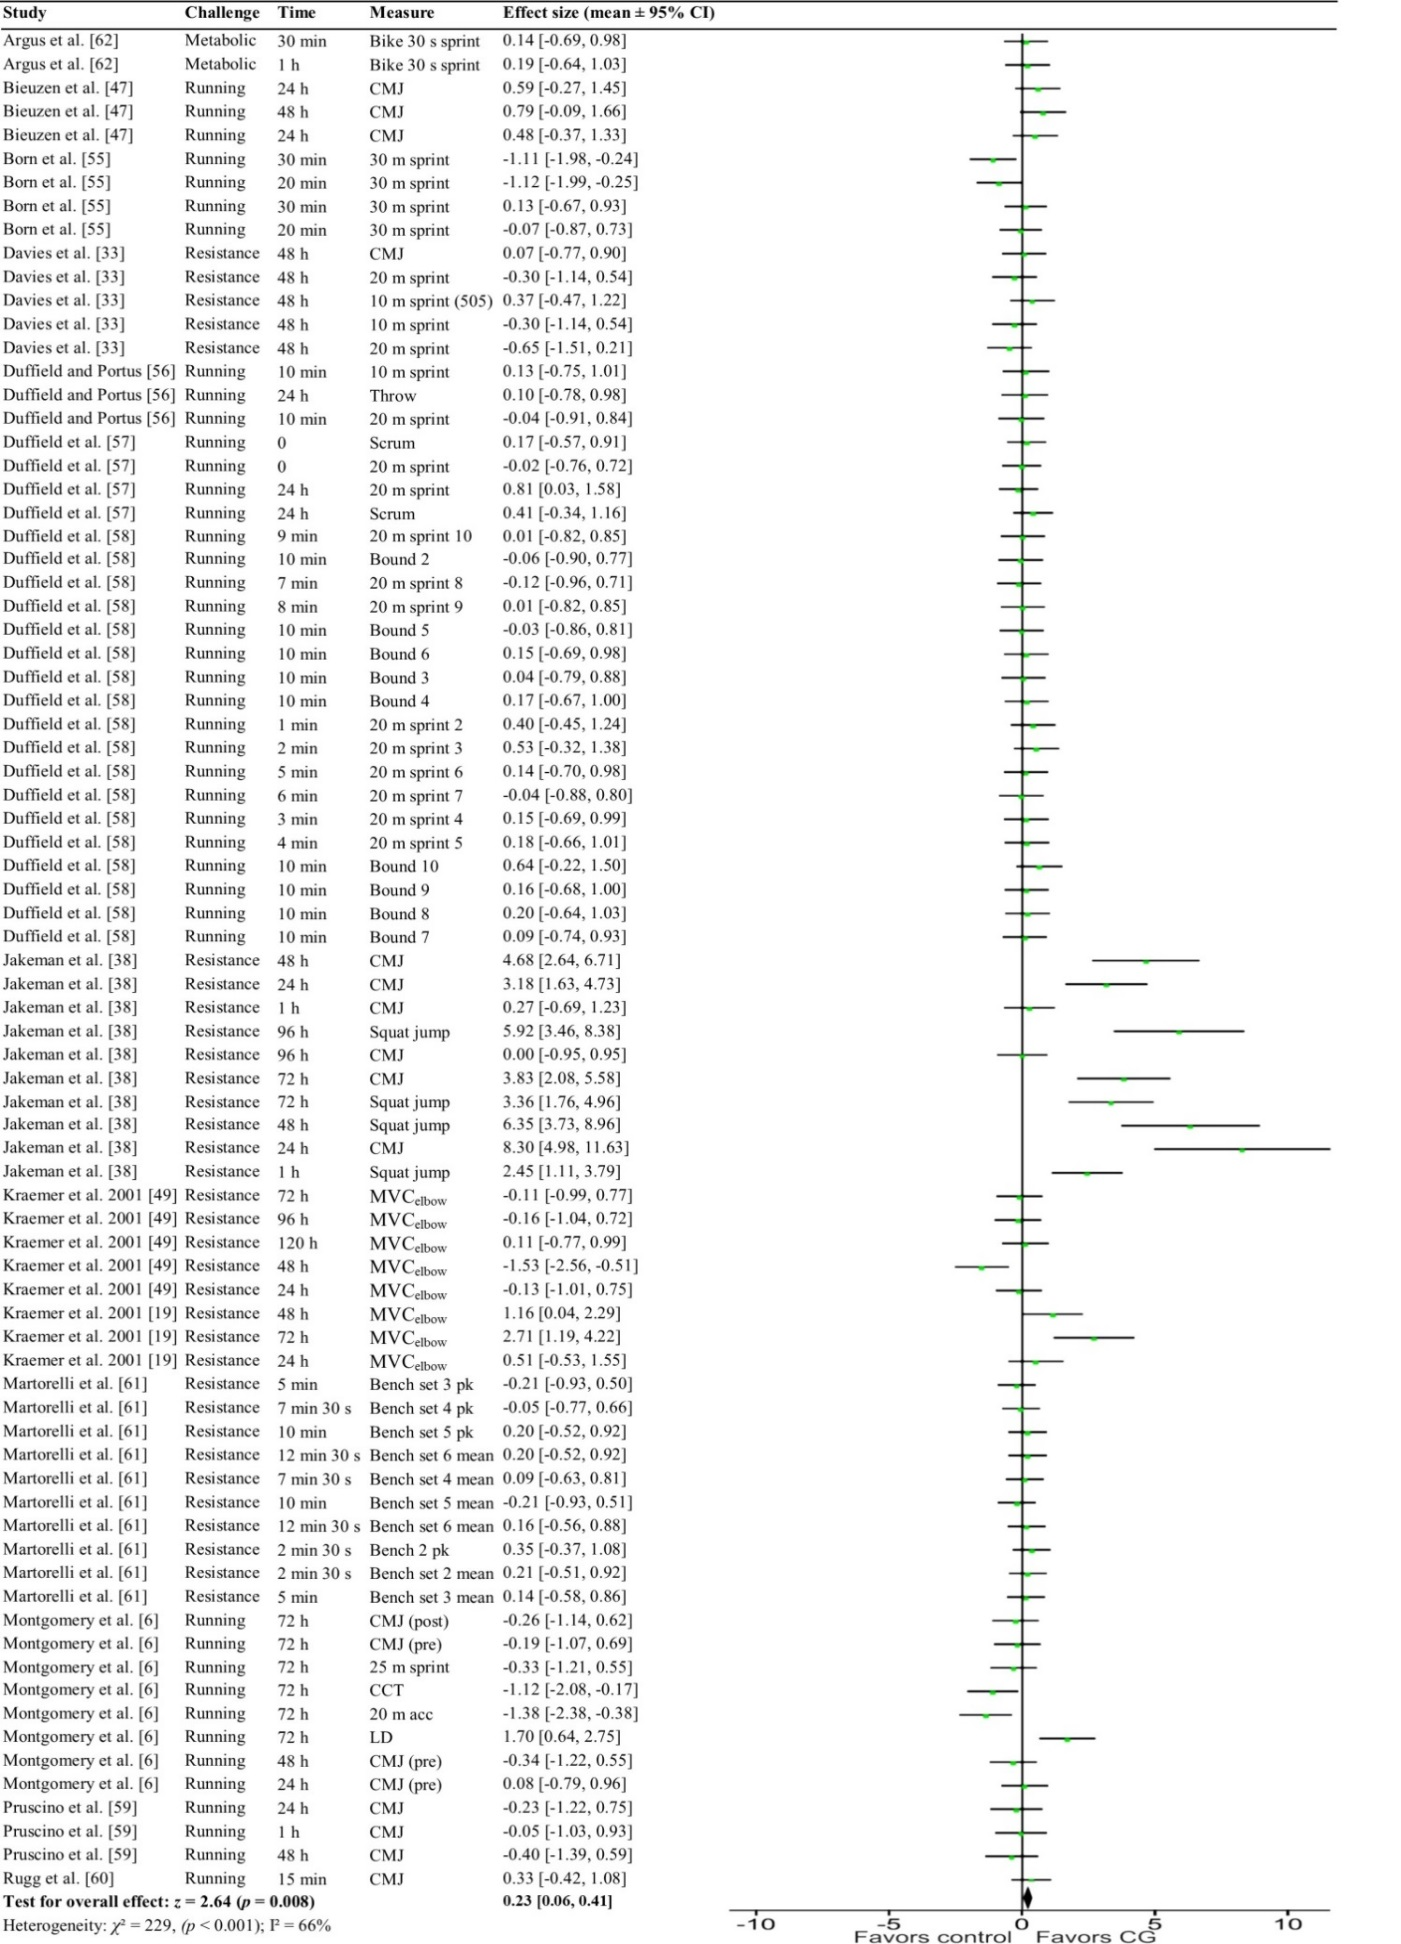 Study Challenge Time Measure Effect size (mean ± 95% CI)
Argus et al. [62] Metabolic 30 min Bike 30 s sprint 0.14 [-0.69, 0.98]
Argus et al. [62] Metabolic 1 h Bike 30 s sprint 0.19 [-0.64, 1.03]
Bieuzen et al. [47] Running 24 h CMJ 0.59 [-0.27, 1.45]
Bieuzen et al. [47] Running 48 h CMJ 0.79 [-0.09, 1.66]
Bieuzen et al. [47] Running 24 h CMJ 0.48 [-0.37, 1.33]
Born et al. [55] Running 30 min 30 m sprint -1.11 [-1.98, -0.24]
Born et al. [55] Running 20 min 30 m sprint -1.12 [-1.99, -0.25]
Born et al. [55] Running 30 min 30 m sprint 0.13 [-0.67, 0.93]
Born et al. [55] Running 20 min 30 m sprint -0.07 [-0.87, 0.73]
Davies et al. [33] Resistance 48 h CMJ 0.07 [-0.77, 0.90]
Davies et al. [33] Resistance 48 h 20 m sprint -0.30 [-1.14, 0.54]
Davies et al. [33] Resistance 48 h 10 m sprint (505) 0.37 [-0.47, 1.22]
Davies et al. [33] Resistance 48 h 10 m sprint -0.30 [-1.14, 0.54]
Davies et al. [33] Resistance 48 h 20 m sprint -0.65 [-1.51, 0.21]
Duffield and Portus [56] Running 10 min 10 m sprint 0.13 [-0.75, 1.01]
Duffield and Portus [56] Running 24 h Throw 0.10 [-0.78, 0.98]
Duffield and Portus [56] Running 10 min 20 m sprint -0.04 [-0.91, 0.84]
Duffield et al. [57] Running 0 Scrum 0.17 [-0.57, 0.91]
Duffield et al. [57] Running 0 20 m sprint -0.02 [-0.76, 0.72]
Duffield et al. [57] Running 24 h 20 m sprint 0.81 [0.03, 1.58]
Duffield et al. [57] Running 24 h Scrum 0.41 [-0.34, 1.16]
Duffield et al. [58] Running 9 min 20 m sprint 10 0.01 [-0.82, 0.85]
Duffield et al. [58] Running 10 min Bound 2 -0.06 [-0.90, 0.77]
Duffield et al. [58] Running 7 min 20 m sprint 8 -0.12 [-0.96, 0.71]
Duffield et al. [58] Running 8 min 20 m sprint 9 0.01 [-0.82, 0.85]
Duffield et al. [58] Running 10 min Bound 5 -0.03 [-0.86, 0.81]
Duffield et al. [58] Running 10 min Bound 6 0.15 [-0.69, 0.98]
Duffield et al. [58] Running 10 min Bound 3 0.04 [-0.79, 0.88]
Duffield et al. [58] Running 10 min Bound 4 0.17 [-0.67, 1.00]
Duffield et al. [58] Running 1 min 20 m sprint 2 0.40 [-0.45, 1.24]
Duffield et al. [58] Running 2 min 20 m sprint 3 0.53 [-0.32, 1.38]
Duffield et al. [58] Running 5 min 20 m sprint 6 0.14 [-0.70, 0.98]
Duffield et al. [58] Running 6 min 20 m sprint 7 -0.04 [-0.88, 0.80]
Duffield et al. [58] Running 3 min 20 m sprint 4 0.15 [-0.69, 0.99]
Duffield et al. [58] Running 4 min 20 m sprint 5 0.18 [-0.66, 1.01]
Duffield et al. [58] Running 10 min Bound 10 0.64 [-0.22, 1.50]
Duffield et al. [58] Running 10 min Bound 9 0.16 [-0.68, 1.00]
Duffield et al. [58] Running 10 min Bound 8 0.20 [-0.64, 1.03]
Duffield et al. [58] Running 10 min Bound 7 0.09 [-0.74, 0.93]
Jakeman et al. [38] Resistance 48 h CMJ 4.68 [2.64, 6.71]
Jakeman et al. [38] Resistance 24 h CMJ 3.18 [1.63, 4.73]
Jakeman et al. [38] Resistance 1 h CMJ 0.27 [-0.69, 1.23]
Jakeman et al. [38] Resistance 96 h Squat jump 5.92 [3.46, 8.38]
Jakeman et al. [38] Resistance 96 h CMJ 0.00 [-0.95, 0.95]
Jakeman et al. [38] Resistance 72 h CMJ 3.83 [2.08, 5.58]
Jakeman et al. [38] Resistance 72 h Squat jump 3.36 [1.76, 4.96]
Jakeman et al. [38] Resistance 48 h Squat jump 6.35 [3.73, 8.96]
Jakeman et al. [38] Resistance 24 h CMJ 8.30 [4.98, 11.63]
Jakeman et al. [38] Resistance 1 h Squat jump 2.45 [1.11, 3.79]
Kraemer et al. 2001 [49] Resistance 72 h MVCelbow -0.11 [-0.99, 0.77]
Kraemer et al. 2001 [49] Resistance 96 h MVCelbow -0.16 [-1.04, 0.72]
Kraemer et al. 2001 [49] Resistance 120 h MVCelbow 0.11 [-0.77, 0.99]
Kraemer et al. 2001 [49] Resistance 48 h MVCelbow -1.53 [-2.56, -0.51]
Kraemer et al. 2001 [49] Resistance 24 h MVCelbow -0.13 [-1.01, 0.75]
Kraemer et al. 2001 [19] Resistance 48 h MVCelbow 1.16 [0.04, 2.29]
Kraemer et al. 2001 [19] Resistance 72 h MVCelbow 2.71 [1.19, 4.22]
Kraemer et al. 2001 [19] Resistance 24 h MVCelbow 0.51 [-0.53, 1.55]
Martorelli et al. [61] Resistance 5 min Bench set 3 pk -0.21 [-0.93, 0.50]
Martorelli et al. [61] Resistance 7 min 30 s Bench set 4 pk -0.05 [-0.77, 0.66]
Martorelli et al. [61] Resistance 10 min Bench set 5 pk 0.20 [-0.52, 0.92]
Martorelli et al. [61] Resistance 12 min 30 s Bench set 6 mean 0.20 [-0.52, 0.92]
Martorelli et al. [61] Resistance 7 min 30 s Bench set 4 mean 0.09 [-0.63, 0.81]
Martorelli et al. [61] Resistance 10 min Bench set 5 mean -0.21 [-0.93, 0.51]
Martorelli et al. [61] Resistance 12 min 30 s Bench set 6 mean 0.16 [-0.56, 0.88]
Martorelli et al. [61] Resistance 2 min 30 s Bench 2 pk 0.35 [-0.37, 1.08]
Martorelli et al. [61] Resistance 2 min 30 s Bench set 2 mean 0.21 [-0.51, 0.92]
Martorelli et al. [61] Resistance 5 min Bench set 3 mean 0.14 [-0.58, 0.86]
Montgomery et al. [6] Running 72 h CMJ (post) -0.26 [-1.14, 0.62]
Montgomery et al. [6] Running 72 h CMJ (pre) -0.19 [-1.07, 0.69]
Montgomery et al. [6] Running 72 h 25 m sprint -0.33 [-1.21, 0.55]
Montgomery et al. [6] Running 72 h CCT -1.12 [-2.08, -0.17]
Montgomery et al. [6] Running 72 h 20 m acc -1.38 [-2.38, -0.38]
Montgomery et al. [6] Running 72 h LD 1.70 [0.64, 2.75]
Montgomery et al. [6] Running 48 h CMJ (pre) -0.34 [-1.22, 0.55]
Montgomery et al. [6] Running 24 h CMJ (pre) 0.08 [-0.79, 0.96]
Pruscino et al. [59] Running 24 h CMJ -0.23 [-1.22, 0.75]
Pruscino et al. [59] Running 1 h CMJ -0.05 [-1.03, 0.93]
Pruscino et al. [59] Running 48 h CMJ -0.40 [-1.39, 0.59]
Rugg et al. [60] Running 15 min CMJ 0.33 [-0.42, 1.08]
Test for overall effect: z = 2.64 (p = 0.008) 0.23 [0.06, 0.41]
Heterogeneity: χ² = 229, (p < 0.001); I² = 66%
-10 -5 0 5 10
Favors control Favors CG